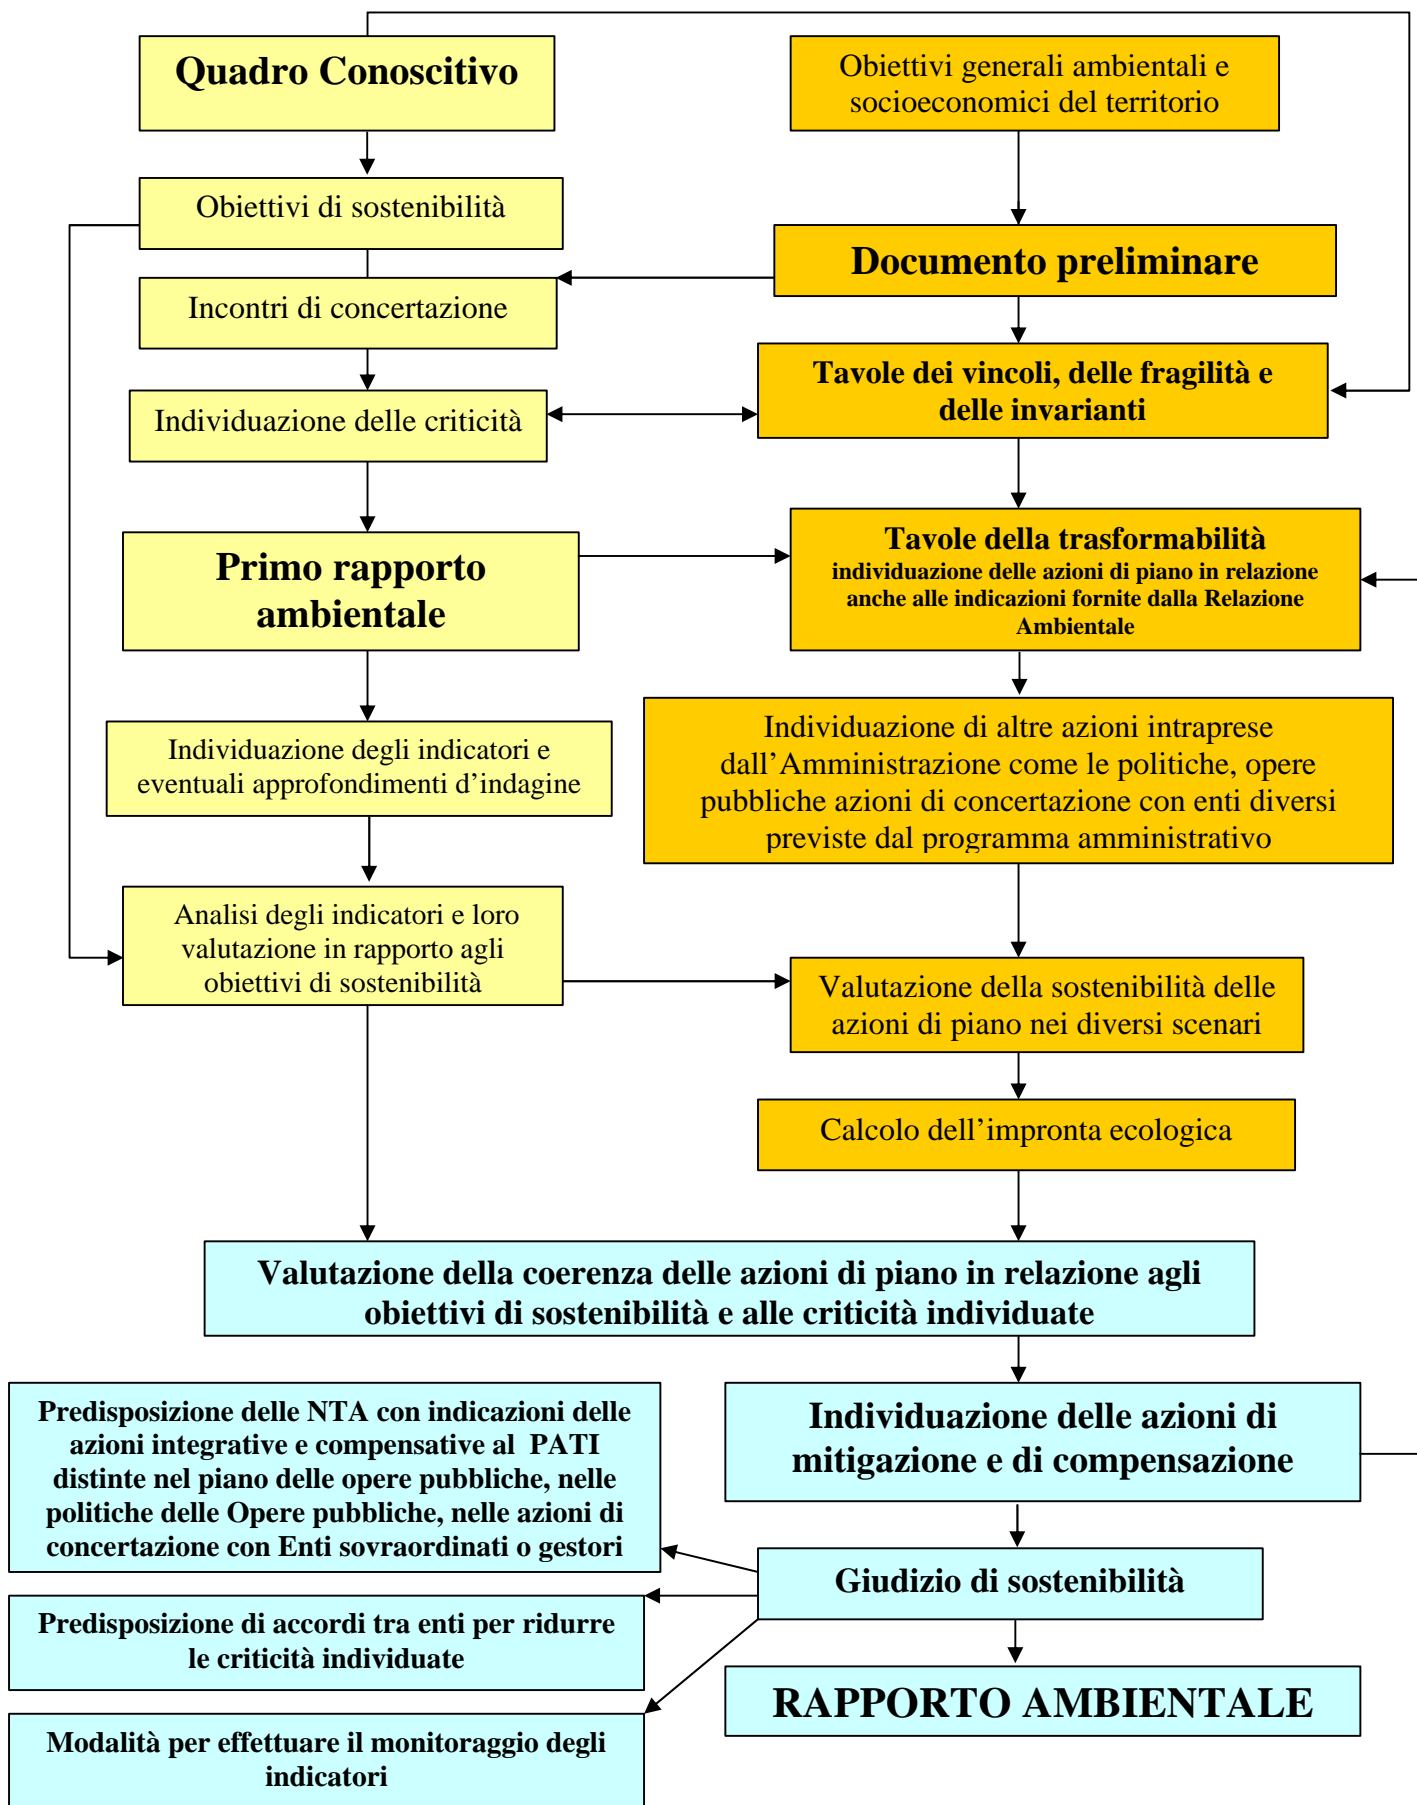 Quadro Conoscitivo
Obiettivi generali ambientali e
socioeconomici del territorio
Obiettivi di sostenibilità
Documento preliminare
Incontri di concertazione
Tavole dei vincoli, delle fragilità e
delle invarianti
Individuazione delle criticità
Primo rapporto
ambientale
Tavole della trasformabilità
individuazione delle azioni di piano in relazione
anche alle indicazioni fornite dalla Relazione
Ambientale
Individuazione degli indicatori e
eventuali approfondimenti d’indagine
Individuazione di altre azioni intraprese
dall’Amministrazione come le politiche, opere
pubbliche azioni di concertazione con enti diversi
previste dal programma amministrativo
Analisi degli indicatori e loro
valutazione in rapporto agli
obiettivi di sostenibilità
Valutazione della sostenibilità delle
azioni di piano nei diversi scenari
Calcolo dell’impronta ecologica
Valutazione della coerenza delle azioni di piano in relazione agli
obiettivi di sostenibilità e alle criticità individuate
Predisposizione delle NTA con indicazioni delle
azioni integrative e compensative al PATI
distinte nel piano delle opere pubbliche, nelle
politiche delle Opere pubbliche, nelle azioni di
concertazione con Enti sovraordinati o gestori
Individuazione delle azioni di
mitigazione e di compensazione
Giudizio di sostenibilità
Predisposizione di accordi tra enti per ridurre
le criticità individuate
RAPPORTO AMBIENTALE
Modalità per effettuare il monitoraggio degli
indicatori